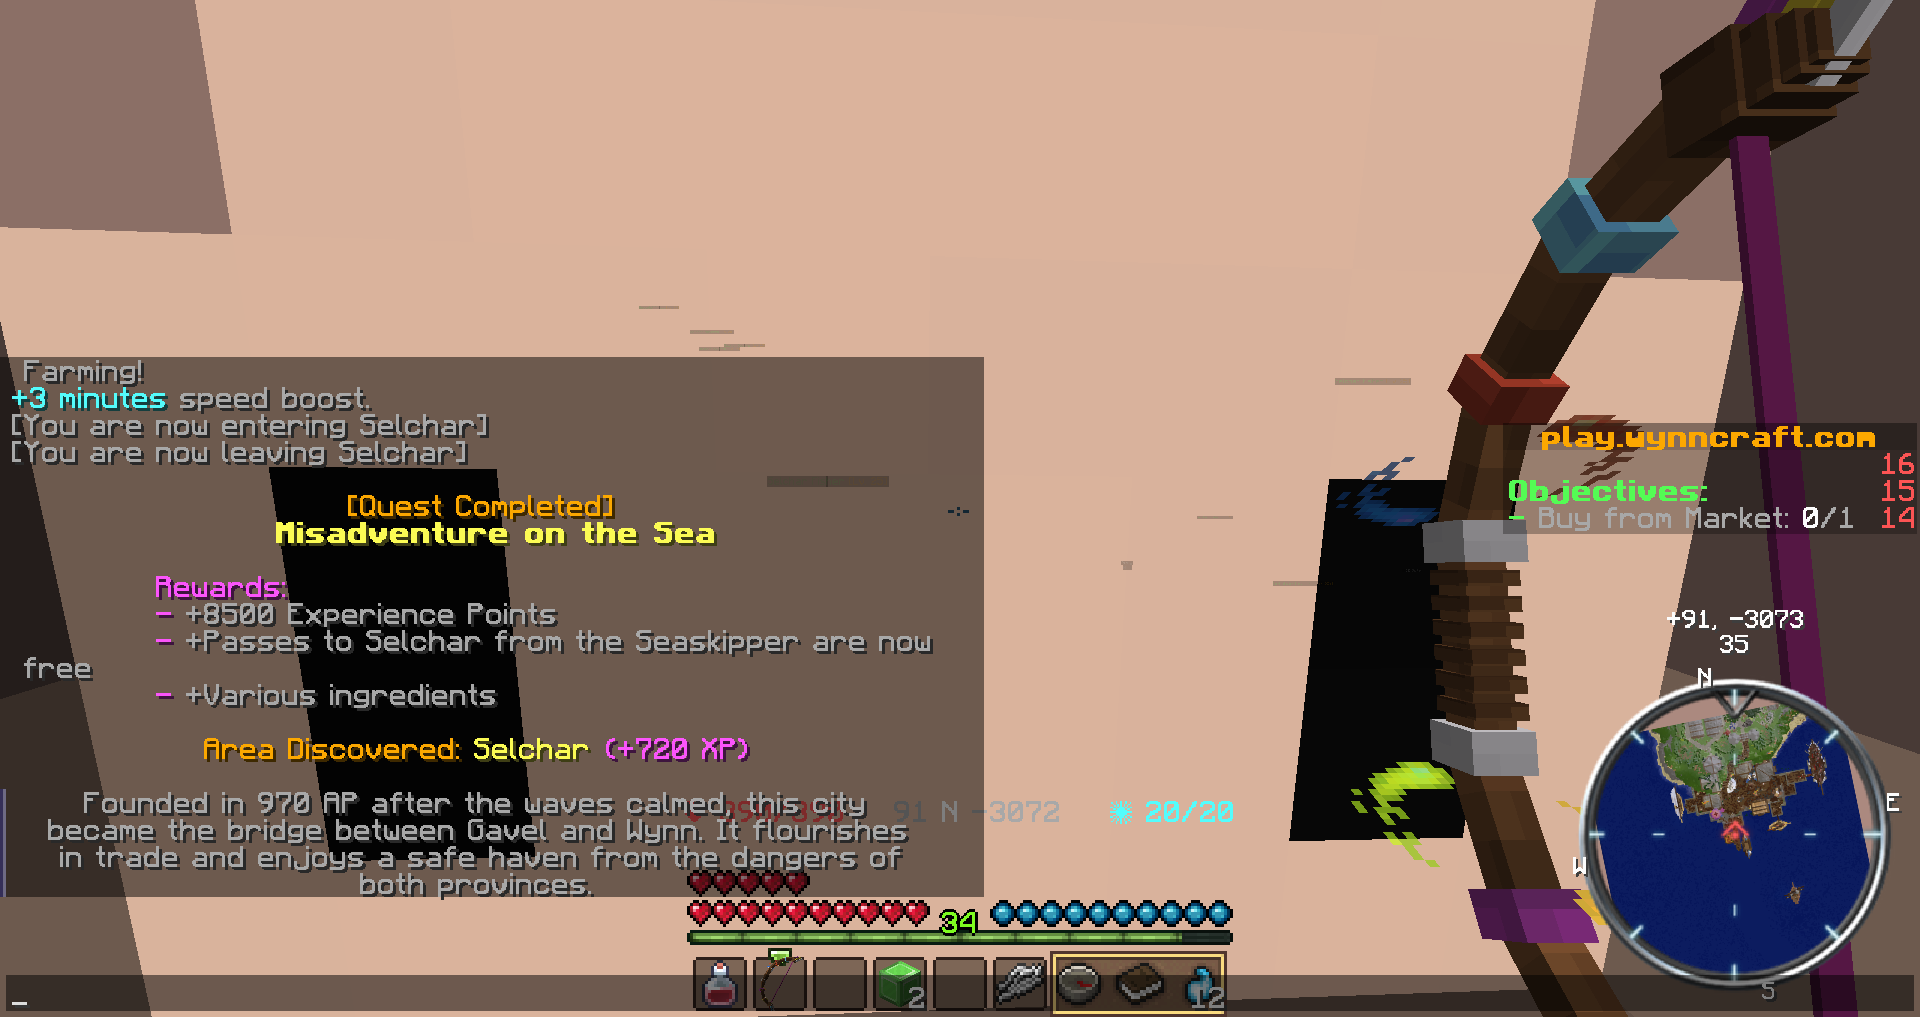 Farming!
+3 minutes speed boost.
[You are now entering Selchar]
[You are now leaving Selchar]
[Quest Completed]
Misadventure on the Sea
Rewards:
- +8500 Experience Points
- +Passes to Selchar from the Seaskipper are now
free
- +Various ingredients
Area Discovered: Selchar (+720 XP)
Founded in 970 AP after the waves calmed, this city
became the bridge between Gavel and Wynn. It flourishes
in trade and enjoys a safe haven from the dangers of
both provinces.
91 N -3072
20/20
34
2
12
play.wynncraft.com
16
Objectives:
15
- Buy from Market: 0/1
14
+91, -3073
35
N
E
W
S